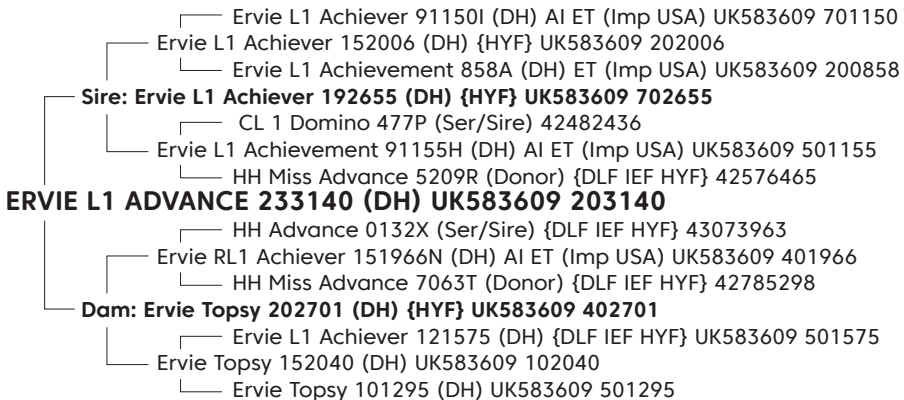 Ervie L1 Achiever 91150I (DH) AI ET (Imp USA) UK583609 701150
Ervie L1 Achiever 152006 (DH) {HYF} UK583609 202006
Ervie L1 Achievement 858A (DH) ET (Imp USA) UK583609 200858
Sire: Ervie L1 Achiever 192655 (DH) {HYF} UK583609 702655
CL 1 Domino 477P (Ser/Sire) 42482436
Ervie L1 Achievement 91155H (DH) AI ET (Imp USA) UK583609 501155
HH Miss Advance 5209R (Donor) {DLF IEF HYF} 42576465
ERVIE L1 ADVANCE 233140 (DH) UK583609 203140
HH Advance 0132X (Ser/Sire) {DLF IEF HYF} 43073963
Ervie RL1 Achiever 151966N (DH) AI ET (Imp USA) UK583609 401966
HH Miss Advance 7063T (Donor) {DLF IEF HYF} 42785298
Dam: Ervie Topsy 202701 (DH) {HYF} UK583609 402701
Ervie L1 Achiever 121575 (DH) {DLF IEF HYF} UK583609 501575
Ervie Topsy 152040 (DH) UK583609 102040
Ervie Topsy 101295 (DH) UK583609 501295